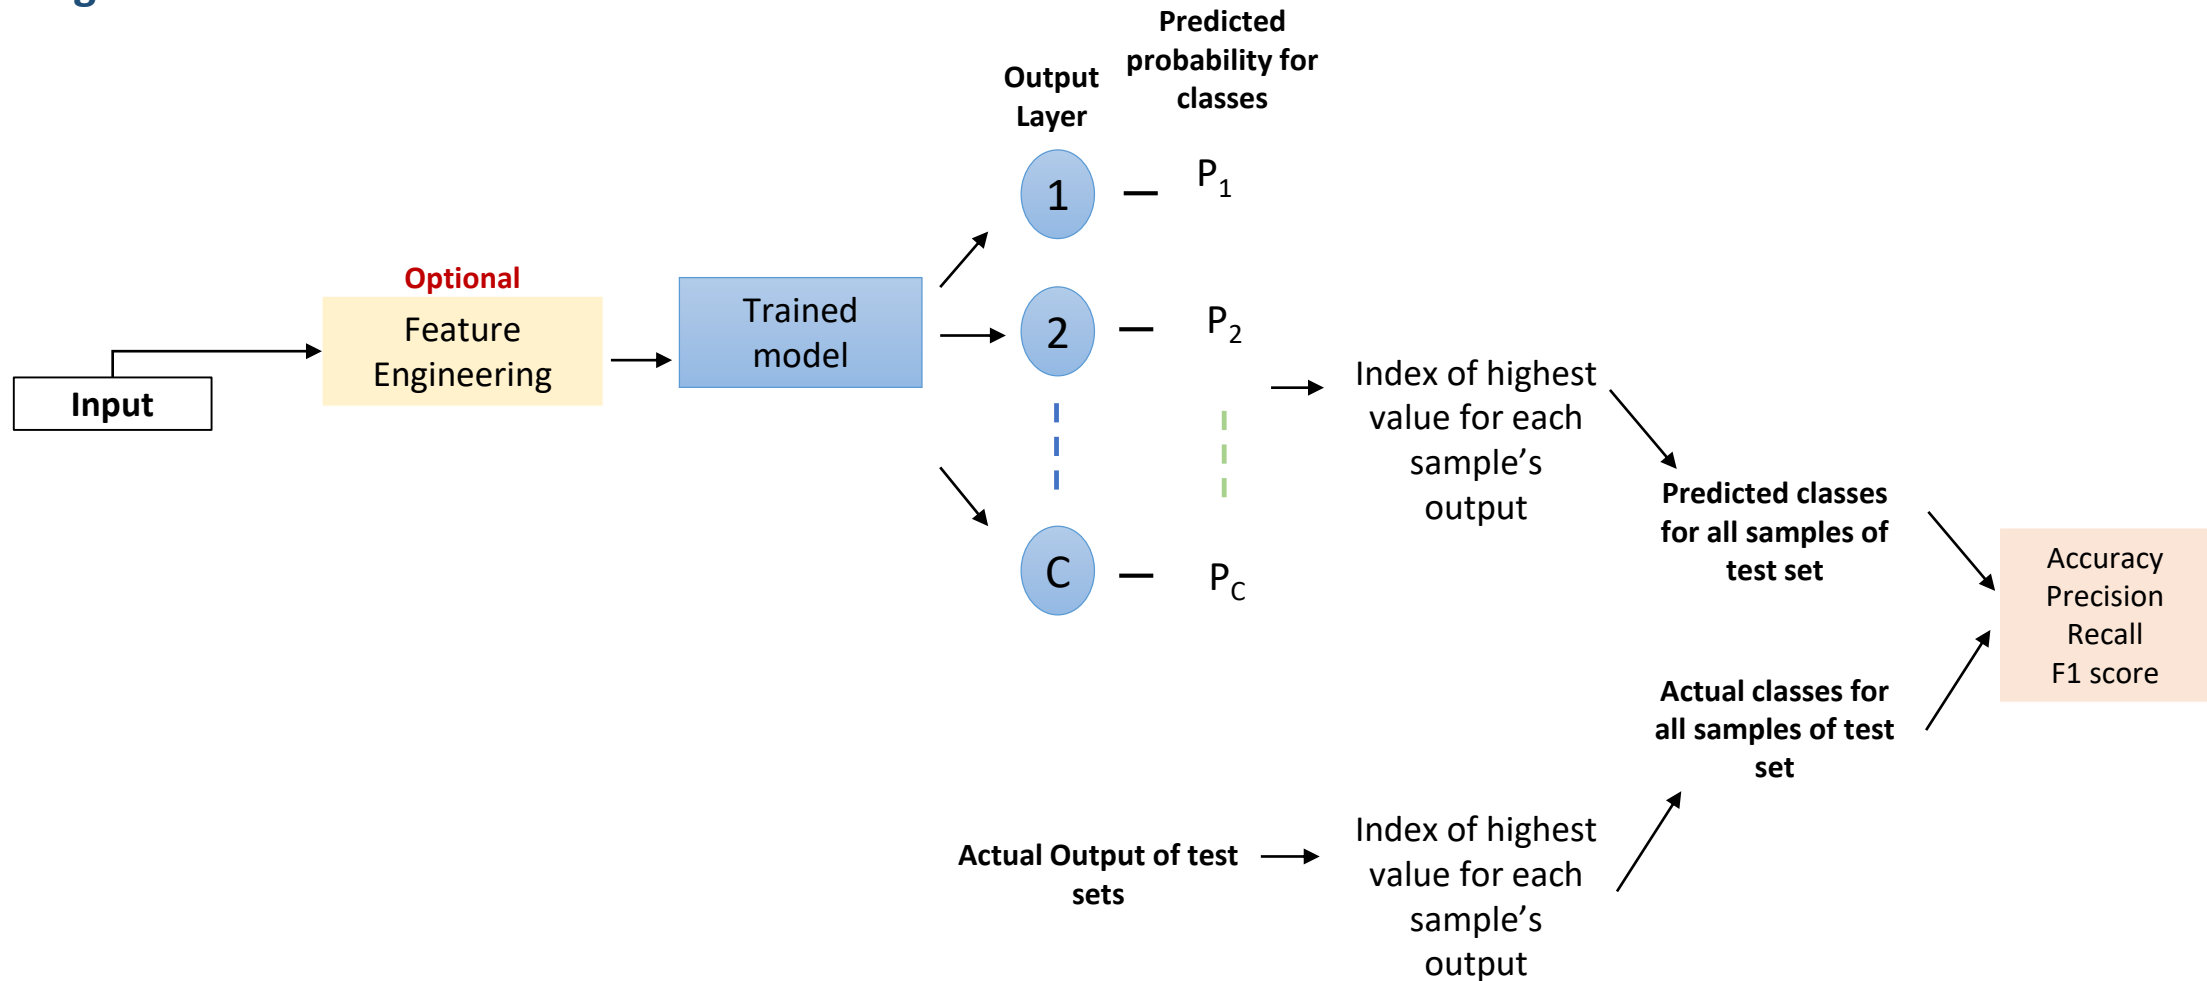 Predicted
probability for
classes
Output
Layer
1
P1
Optional
Feature
Engineering
Trained
model
2
P2
Input
Index of highest
value for each
sample’s
output
Predicted classes
for all samples of
test set
C
PC
Accuracy
Precision
Recall
F1 score
Actual classes for
all samples of test
set
Actual Output of test
sets
Index of highest
value for each
sample’s
output